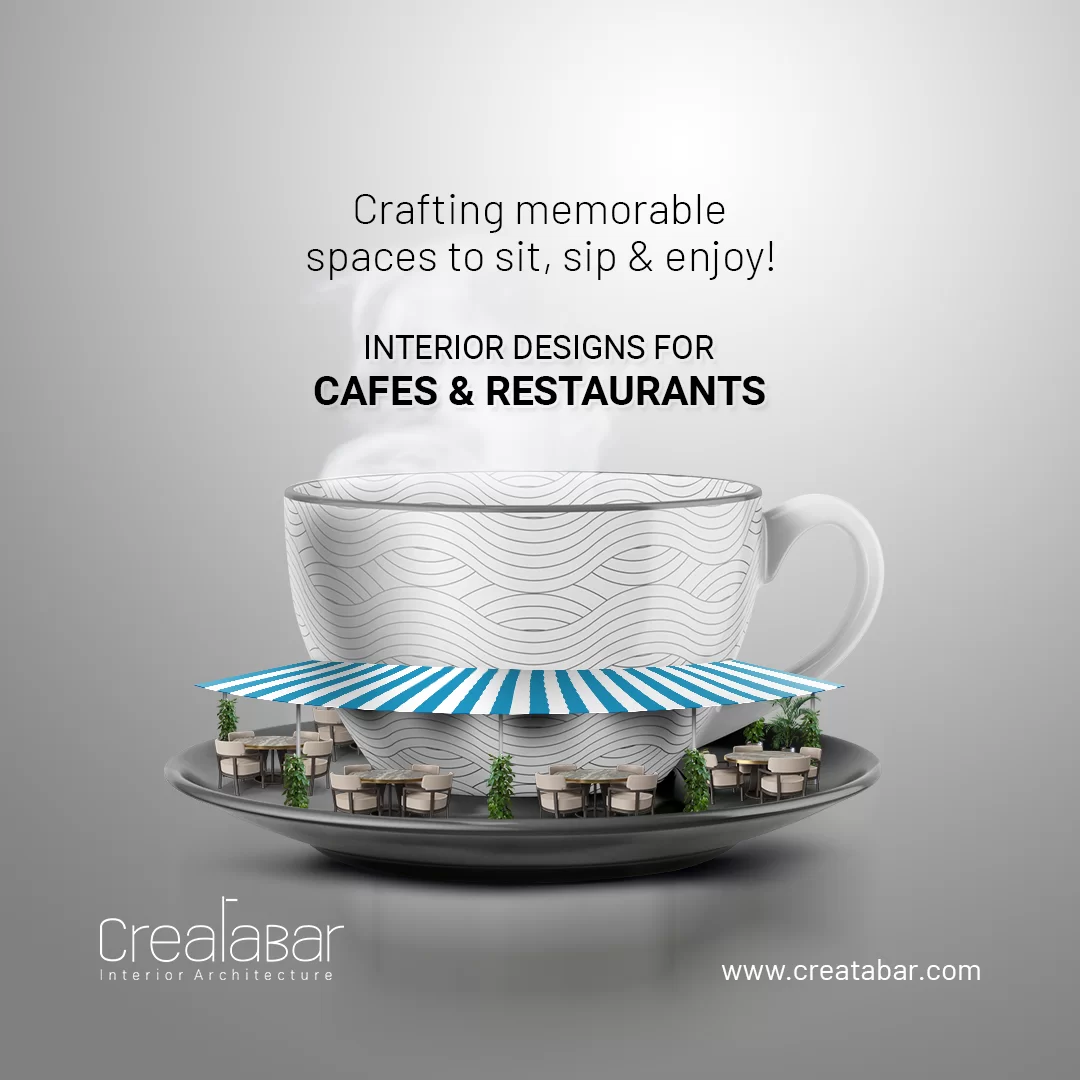 Crafting memorable
spaces to sit, sip & enjoy!
INTERIOR DESIGNS FOR
CAFES & RESTAURANTS
CreaTaBar
Interior Architecture
www.creatabar.com